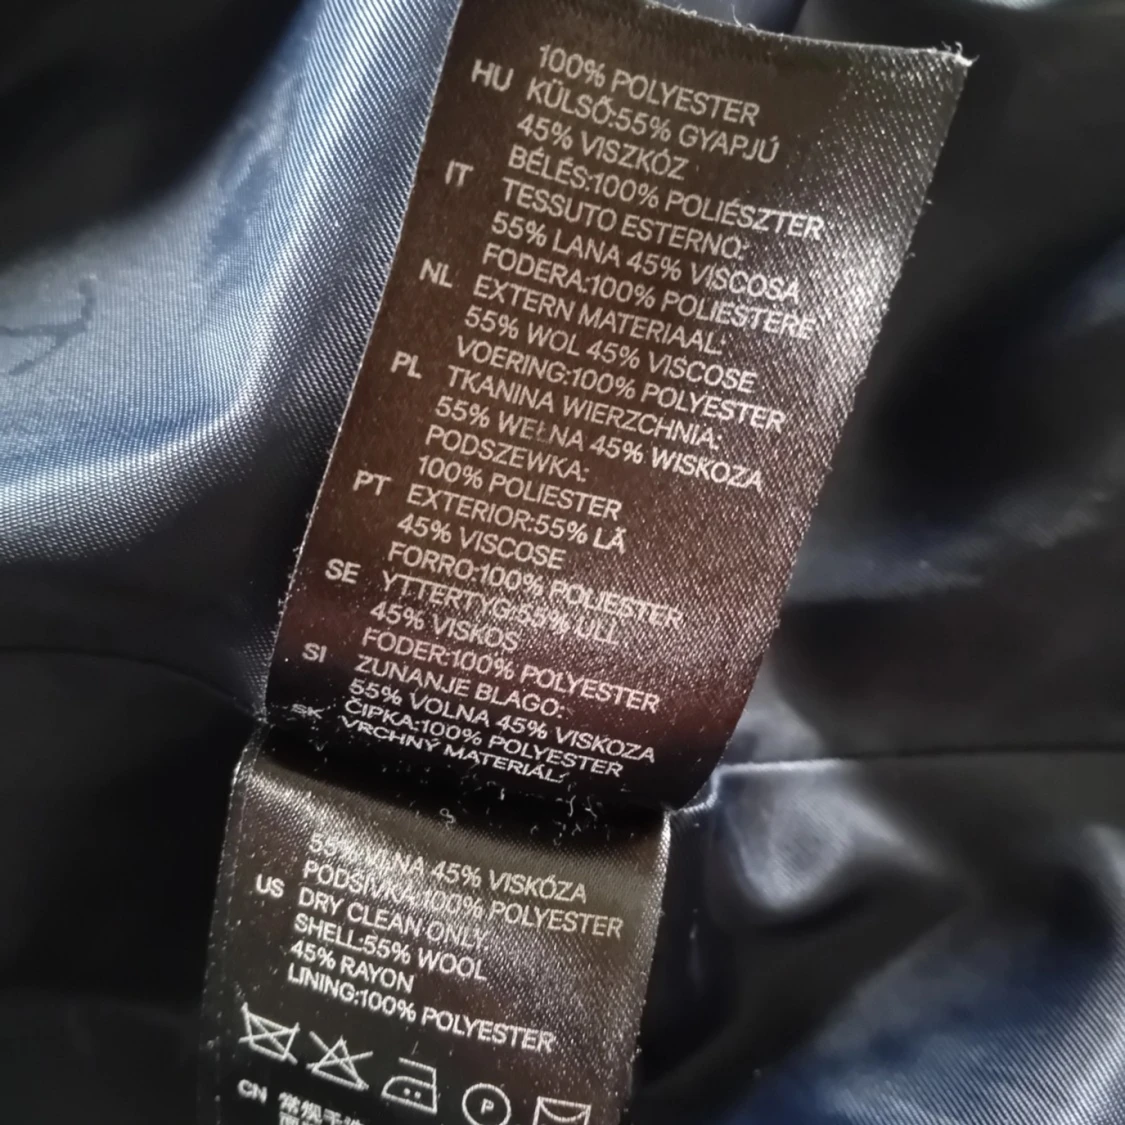 100% POLYESTER
HU KÜLSŐ:55% GYAPJÚ
45% VISZKÓZ
BÉLÉS:100% POLIÉSZTER
IT TESSUTO ESTERNO:
55% LANA 45% VISCOSA
FODERA:100% POLIESTERE
NL EXTERN MATERIAAL:
55% WOL 45% VISCOSE
VOERING:100% POLYESTER
PL TKANINA WIERZCHNIA:
55% WEŁNA 45% WISKOZA
PODSZEWKA:
100% POLIESTER
PT EXTERIOR:55% LÃ
45% VISCOSE
FORRO:100% POLIESTER
SE YTTERTYG:55% ULL
45% VISKOS
FODER:100% POLYESTER
SI ZUNANJE BLAGO:
55% VOLNA 45% VISKOZA
ČIPKA:100% POLYESTER
SK VRCHNÝ MATERIÁL:
55% VLNA 45% VISKÓZA
PODŠÍVKA:100% POLYESTER
US DRY CLEAN ONLY
SHELL:55% WOOL
45% RAYON
LINING:100% POLYESTER
P
CN